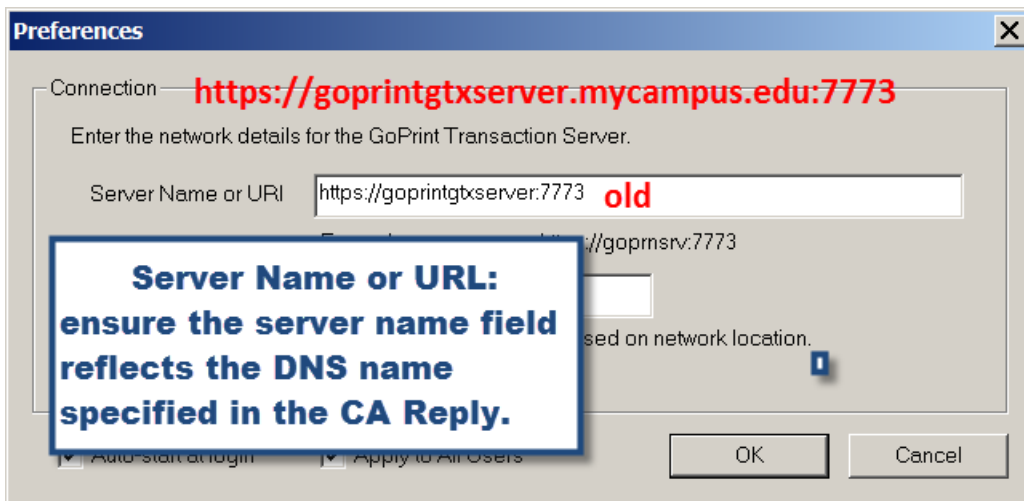 Preferences
Connection
https://goprintgtxserver.mycampus.edu:7773
Enter the network details for the GoPrint Transaction Server.
Server Name or URI
https://goprintgtxserver:7773 old
://goprnsrv:7773
Server Name or URL:
ensure the server name field
reflects the DNS name
specified in the CA Reply.
sed on network location.
Auto-start at login
Apply to All Users
OK
Cancel